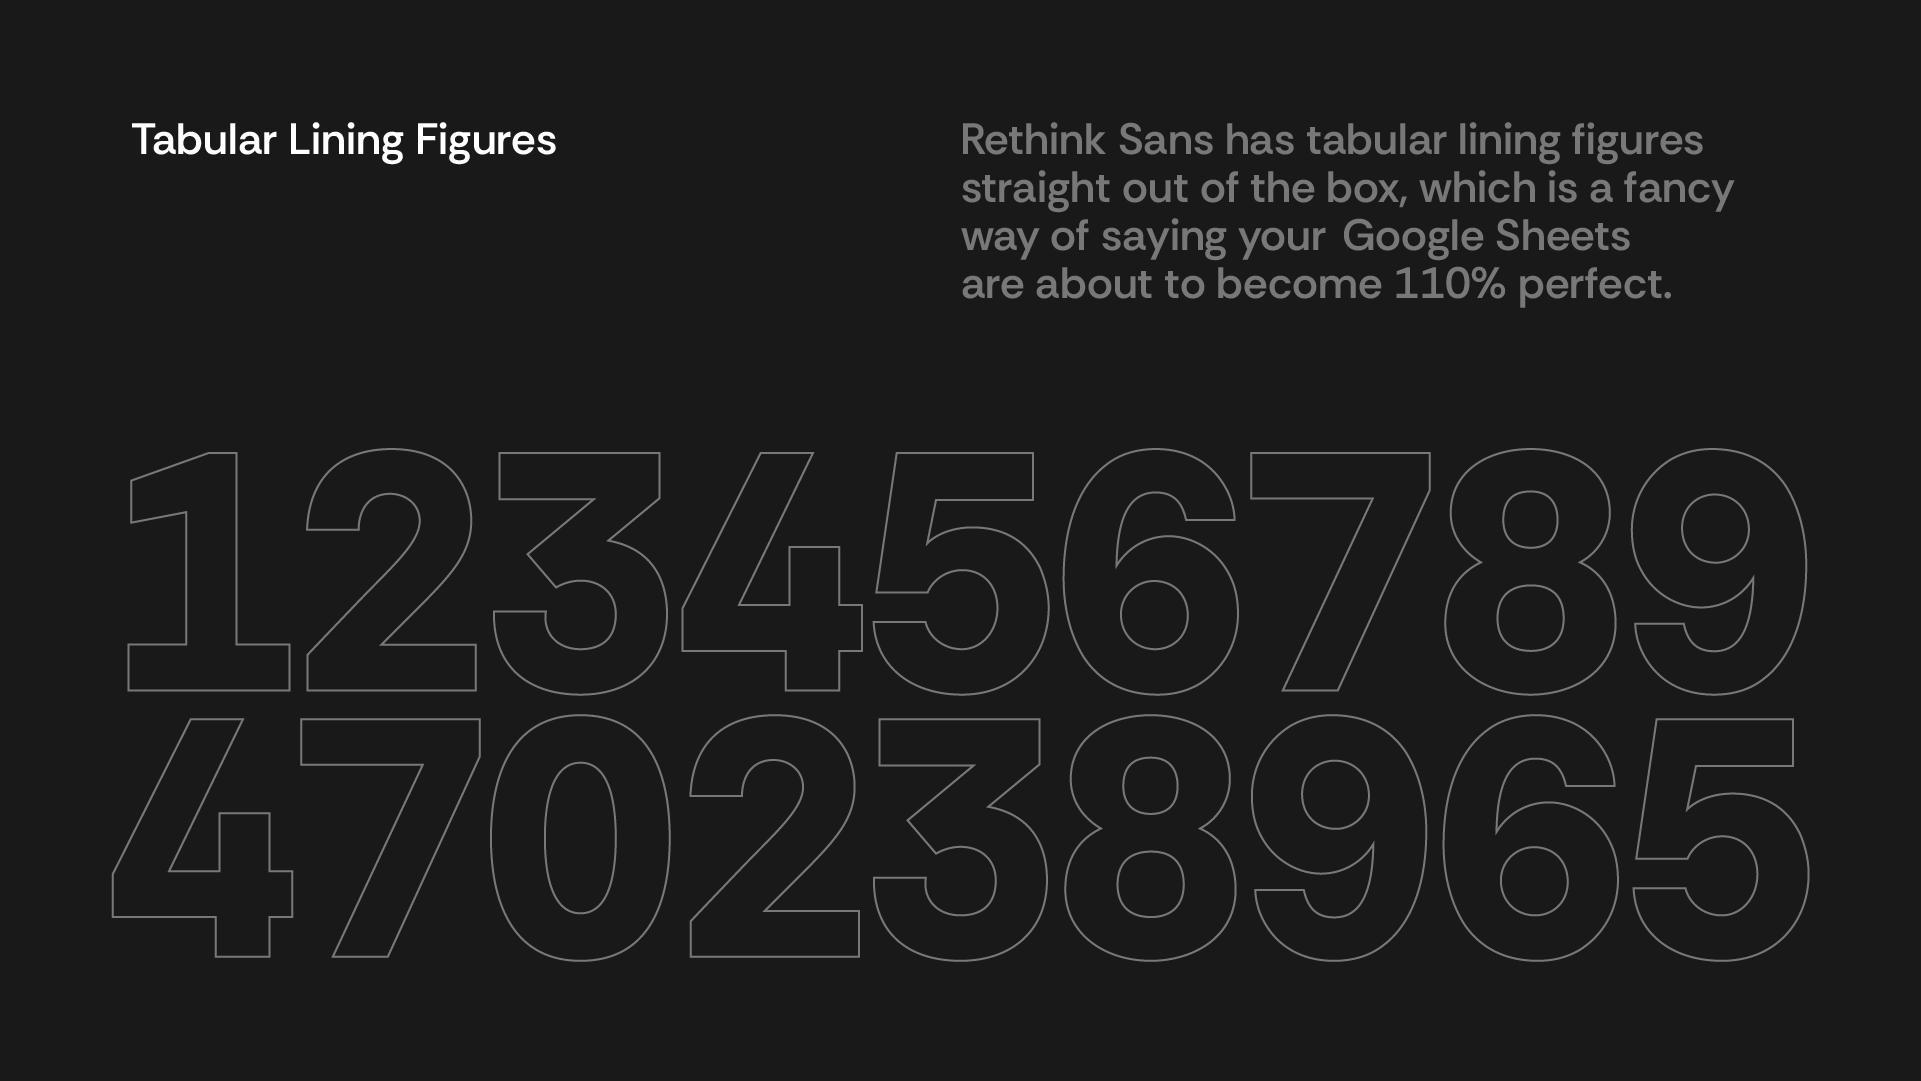 Tabular Lining Figures
Rethink Sans has tabular lining figures
straight out of the box, which is a fancy
way of saying your Google Sheets
are about to become 110% perfect.
123456789
470238965